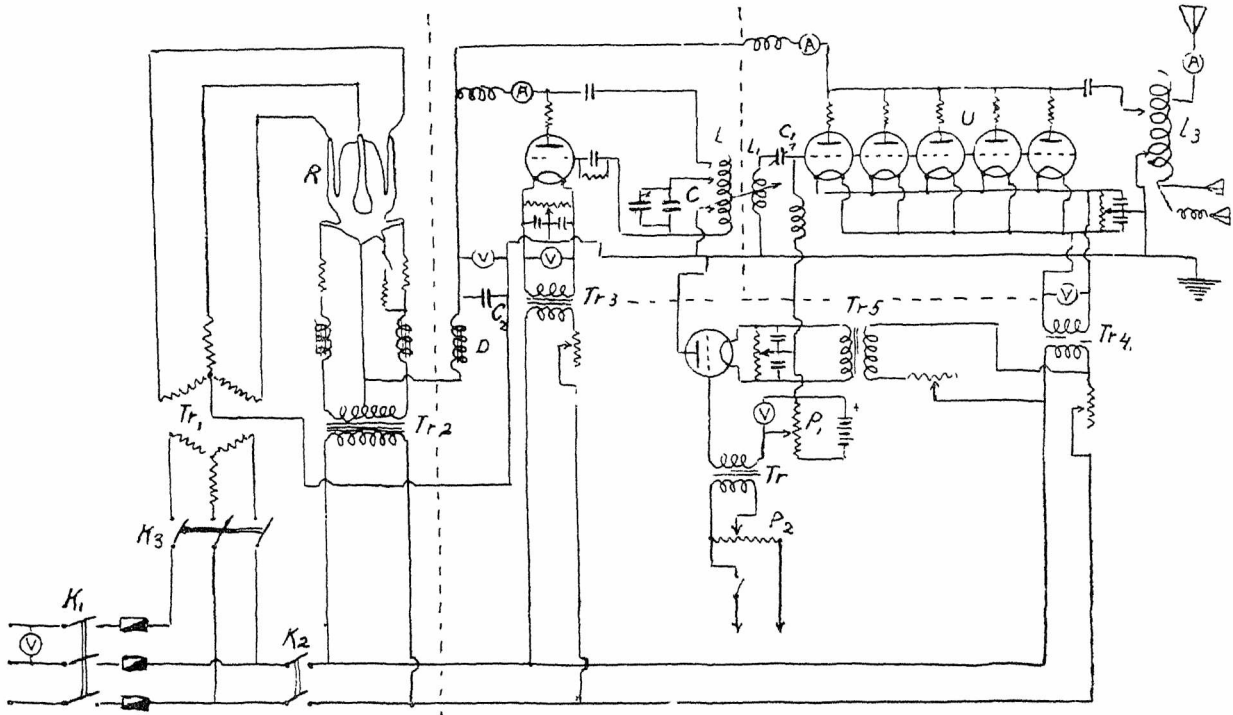 A
A
A
U
C1
L3
R
L
L1
C
V
V
Tr3
C2
V
Tr5
Tr4.
D
V
P1
+
Tr1
Tr2
Tr
K3
P2
K1
V
K2